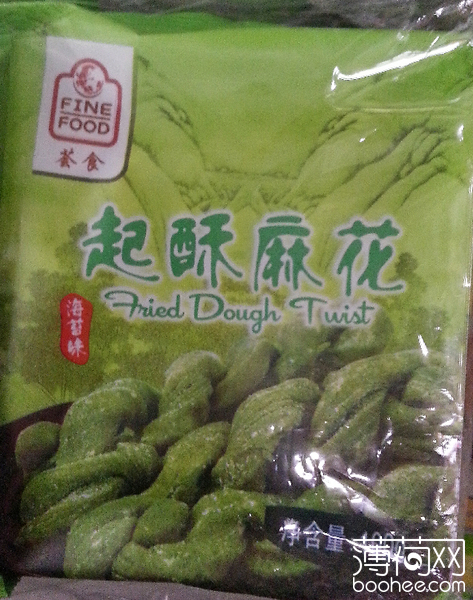 FINE
FOOD
荟食
起酥麻花
Fried Dough Twist
海苔味
净含量
薄荷网
boohee.com